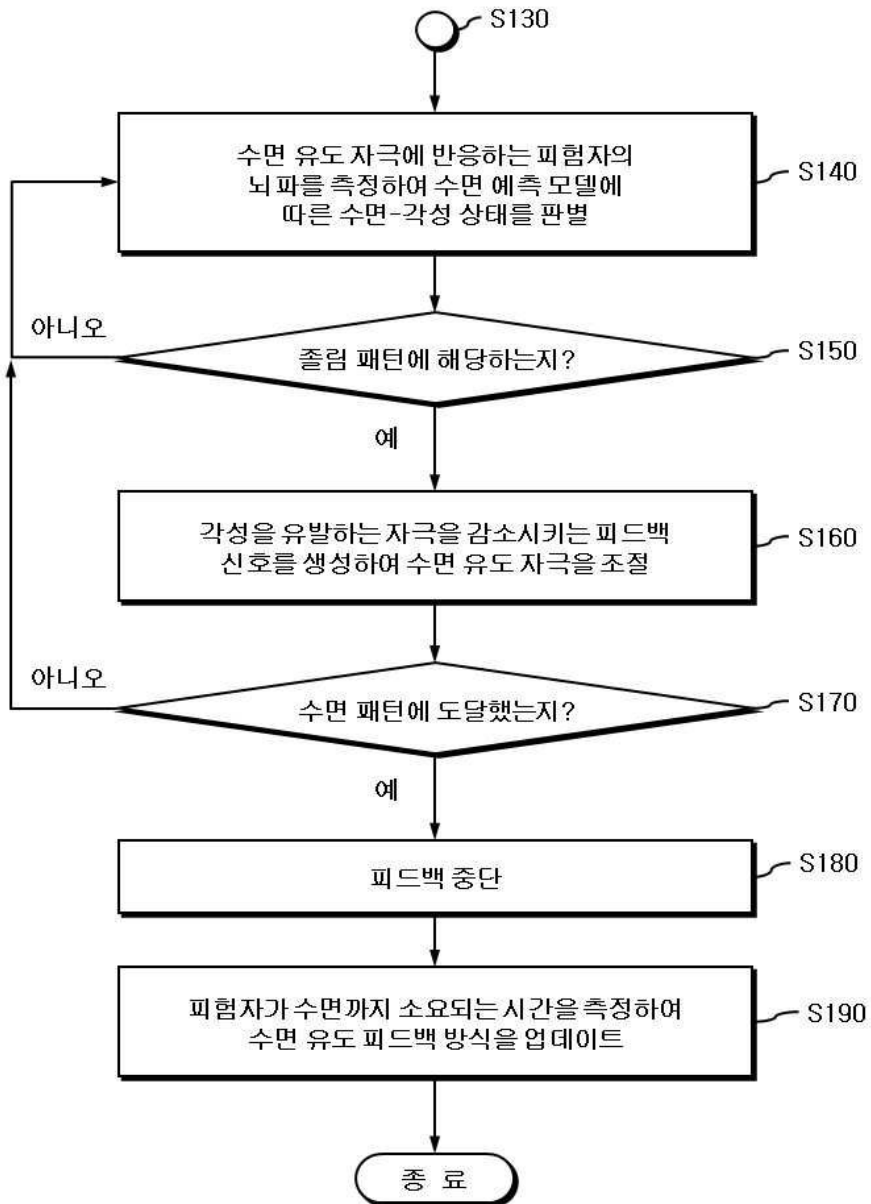 S130
수면 유도 자극에 반응하는 피험자의
뇌파를 측정하여 수면 예측 모델에
따른 수면-각성 상태를 판별
S140
아니오
졸림 패턴에 해당하는지?
S150
예
각성을 유발하는 자극을 감소시키는 피드백
신호를 생성하여 수면 유도 자극을 조절
S160
아니오
수면 패턴에 도달했는지?
S170
예
피드백 중단
S180
피험자가 수면까지 소요되는 시간을 측정하여
수면 유도 피드백 방식을 업데이트
S190
종 료